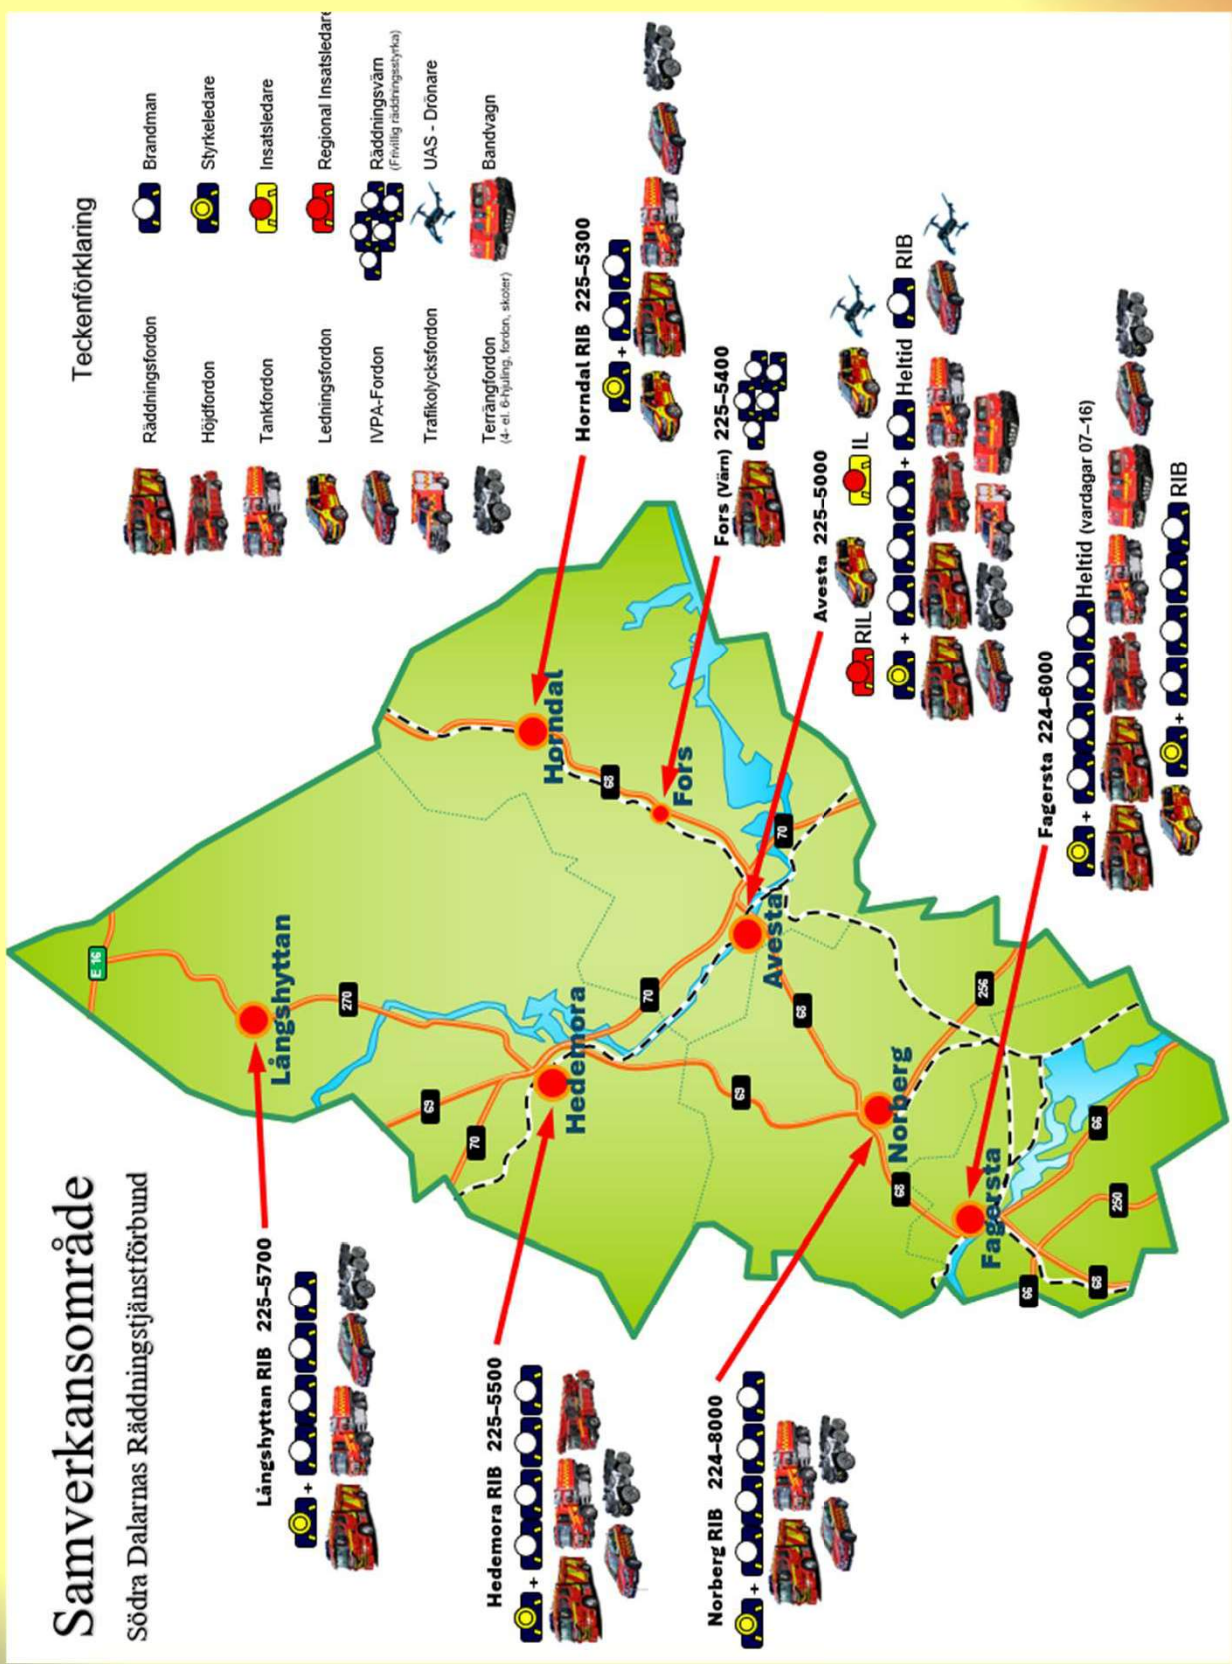 Samverkansområde
Södra Dalarnas Räddningstjänstförbund
Teckenförklaring
Räddningsfordon
Höjdfordon
Tankfordon
Ledningsfordon
IVPA-Fordon
Trafikolycksfordon
Terrängfordon
(4- el. 6-hjuling, fordon, skoter)
Brandman
Styrkeledare
Insatsledare
Regional Insatsledare
Räddningsvärn
(Frivillig räddningsstyrka)
UAS - Drönare
Bandvagn
Långshyttan RIB 225-5700
+
Hedemora RIB 225-5500
+
Norberg RIB 224-8000
+
Horndal RIB 225-5300
+
Fors (Värn) 225-5400
Avesta 225-5000
RIL
IL
+
+
Heltid
RIB
Fagersta 224-6000
+
Heltid (vardagar 07-16)
+
RIB
E 16
Långshyttan
270
69
70
Hedemora
70
69
Horndal
68
Fors
70
Avesta
68
Norberg
256
68
Fagersta
66
250
66
68